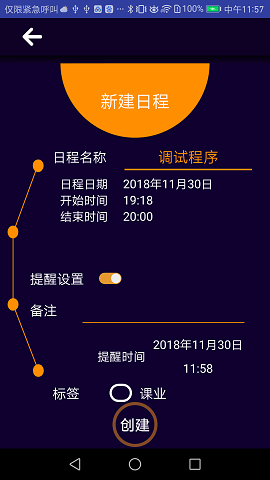 仅限紧急呼叫 100% 中午11:57
新建日程
日程名称 调试程序
日程日期 2018年11月30日
开始时间 19:18
结束时间 20:00
提醒设置
备注
提醒时间 2018年11月30日
11:58
标签 课业
创建